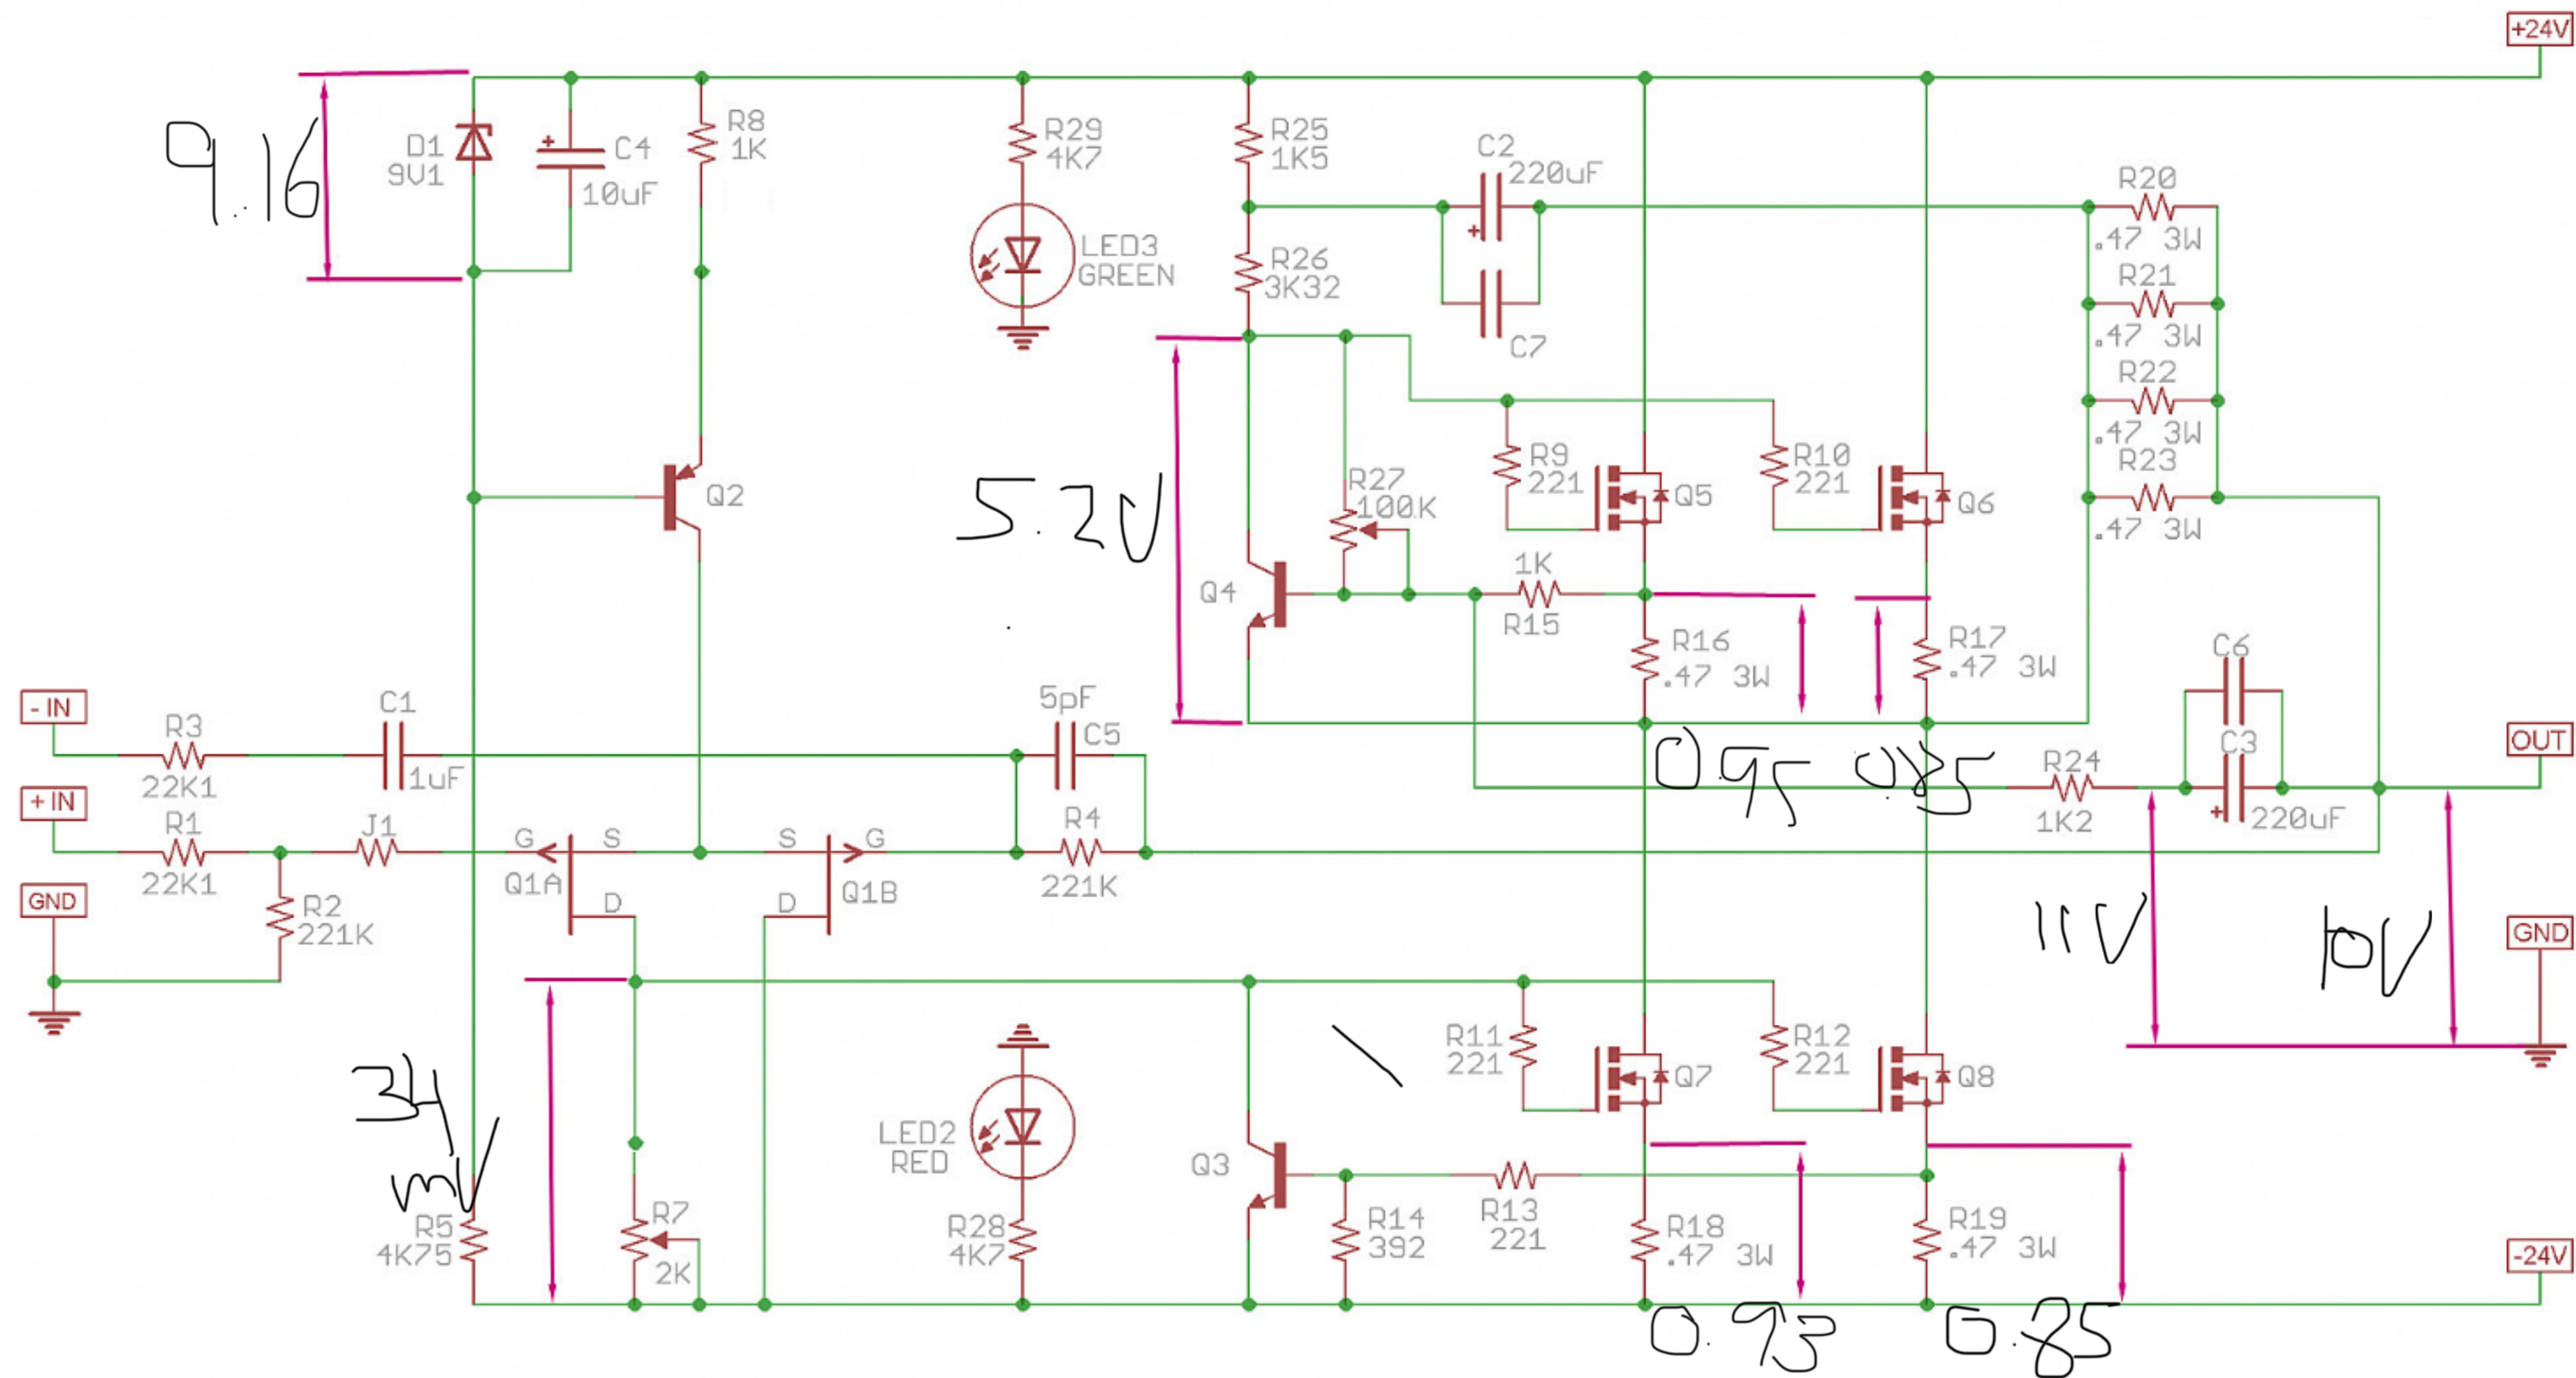 +24V
9.16
D1
9V1
C4
10uF
R8
1K
R29
4K7
LED3
GREEN
R25
1K5
R26
3K32
C2
220uF
C7
R20
.47 3W
R21
.47 3W
R22
.47 3W
R23
.47 3W
Q2
5.2V
R27
100K
R9
221
Q5
R10
221
Q6
Q4
1K
R15
R16
.47 3W
R17
.47 3W
C6
C3
220uF
- IN
R3
22K1
C1
1uF
5pF
C5
0.95
0.85
R24
1K2
OUT
+ IN
R1
22K1
J1
G
S
Q1A
D
S
G
Q1B
D
R4
221K
GND
R2
221K
11V
10V
GND
34
mV
R5
4K75
R7
2K
LED2
RED
R28
4K7
R11
221
Q7
R12
221
Q8
Q3
R14
392
R13
221
R18
.47 3W
R19
.47 3W
-24V
0.93
0.85